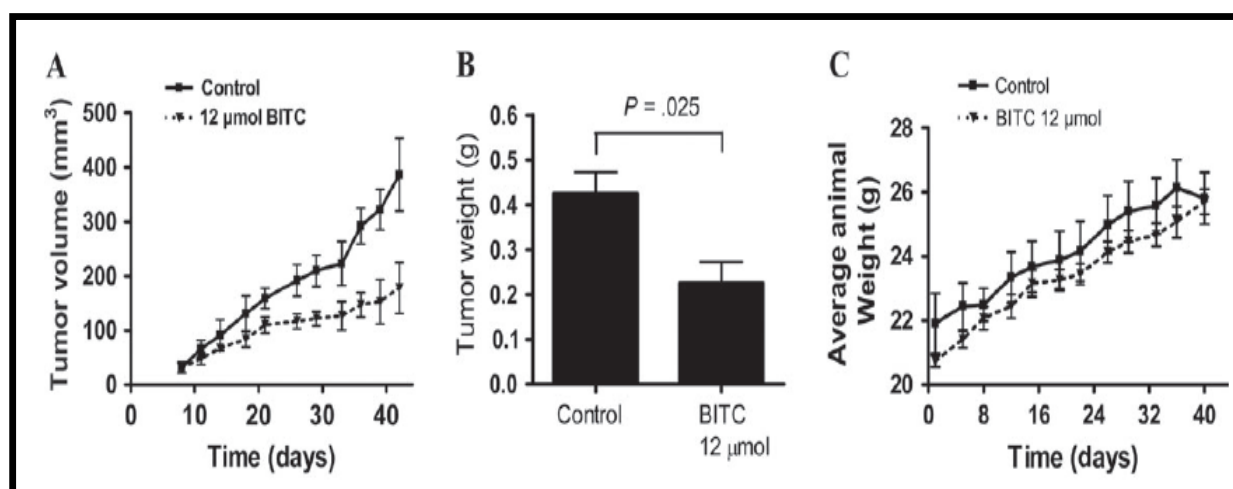 A
Control
12 μmol BITC
Tumor volume (mm³)
500
400
300
200
100
0
0 10 20 30 40
Time (days)
B
P = .025
Tumor weight (g)
0.6
0.5
0.4
0.3
0.2
0.1
0.0
Control BITC
12 μmol
C
Control
BITC 12 μmol
Average animal
Weight (g)
28
26
24
22
20
0 8 16 24 32 40
Time (days)